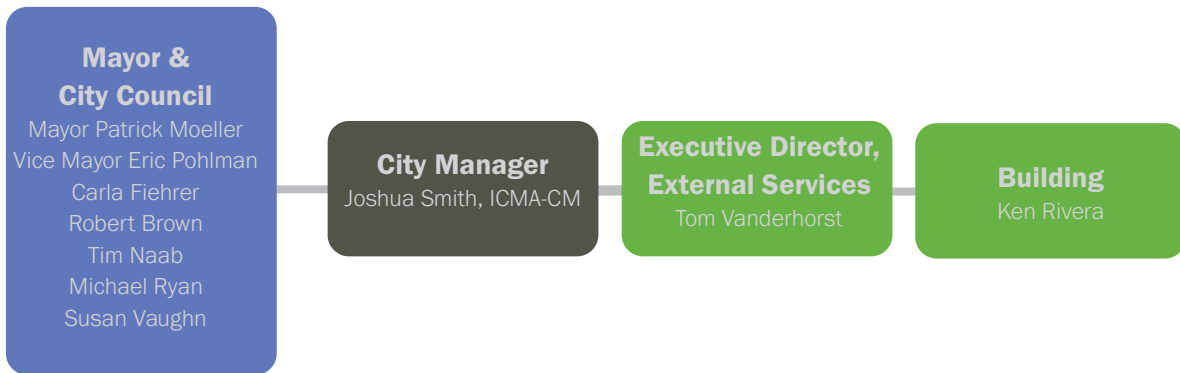 Mayor &
City Council
Mayor Patrick Moeller
Vice Mayor Eric Pohlman
Carla Fiehrer
Robert Brown
Tim Naab
Michael Ryan
Susan Vaughn
City Manager
Joshua Smith, ICMA-CM
Executive Director,
External Services
Tom Vanderhorst
Building
Ken Rivera